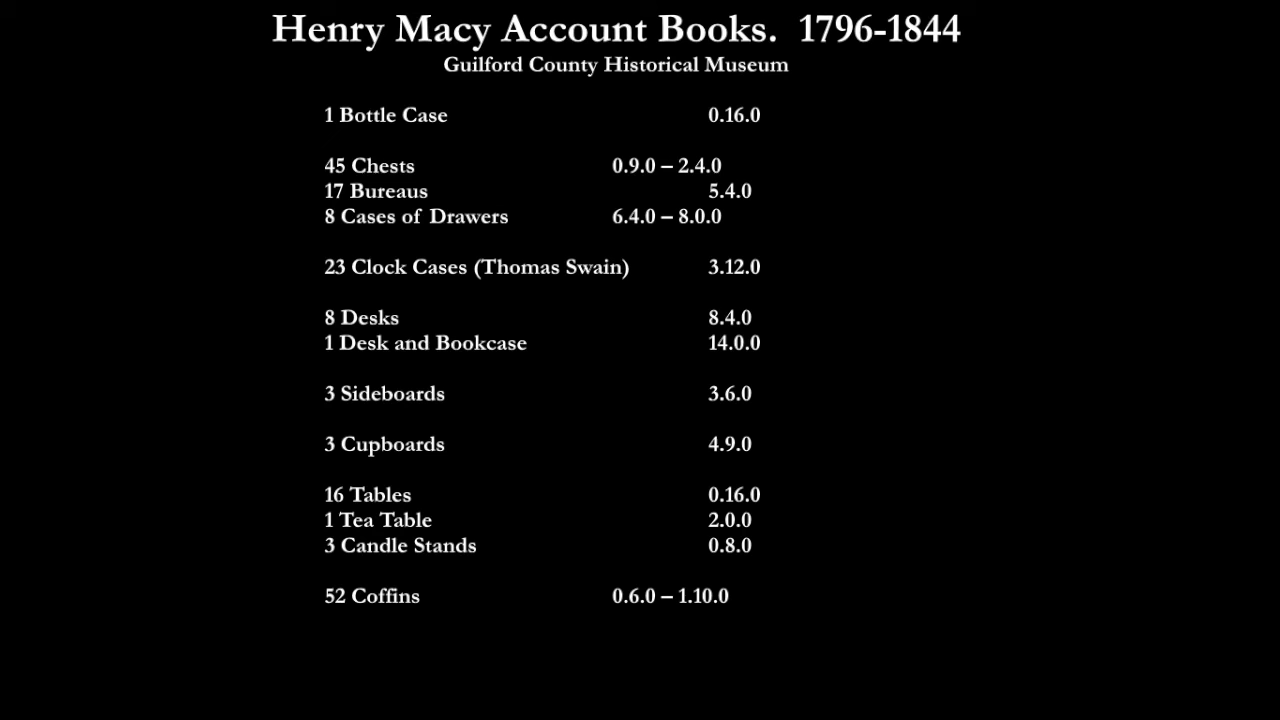 Henry Macy Account Books. 1796-1844
Guilford County Historical Museum
1 Bottle Case 0.16.0
45 Chests 0.9.0 – 2.4.0
17 Bureaus 5.4.0
8 Cases of Drawers 6.4.0 – 8.0.0
23 Clock Cases (Thomas Swain) 3.12.0
8 Desks 8.4.0
1 Desk and Bookcase 14.0.0
3 Sideboards 3.6.0
3 Cupboards 4.9.0
16 Tables 0.16.0
1 Tea Table 2.0.0
3 Candle Stands 0.8.0
52 Coffins 0.6.0 – 1.10.0